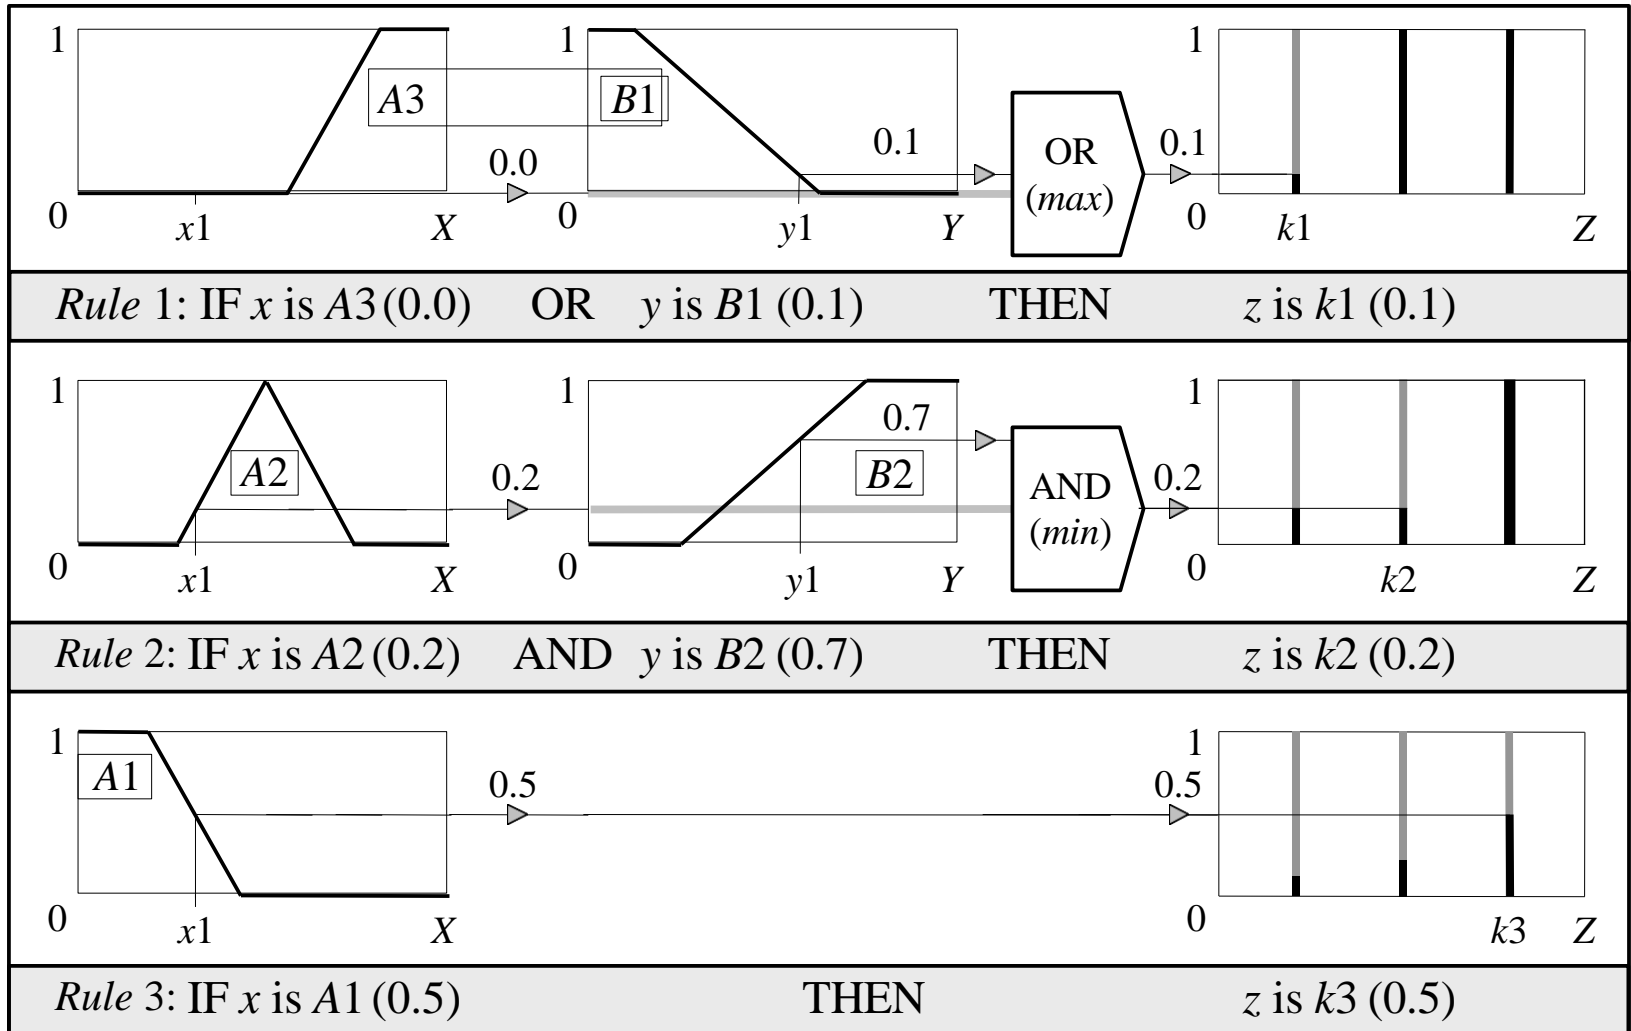 1 1 1
A3 B1
0.0 0.1 OR (max) 0.1
0 x1 X 0 y1 Y 0 k1 Z
Rule 1: IF x is A3 (0.0) OR y is B1 (0.1) THEN z is k1 (0.1)
1 1 1
A2 0.2 0.7 B2 AND (min) 0.2
0 x1 X 0 y1 Y 0 k2 Z
Rule 2: IF x is A2 (0.2) AND y is B2 (0.7) THEN z is k2 (0.2)
1 1
A1 0.5 0.5
0 x1 X 0 k3 Z
Rule 3: IF x is A1 (0.5) THEN z is k3 (0.5)